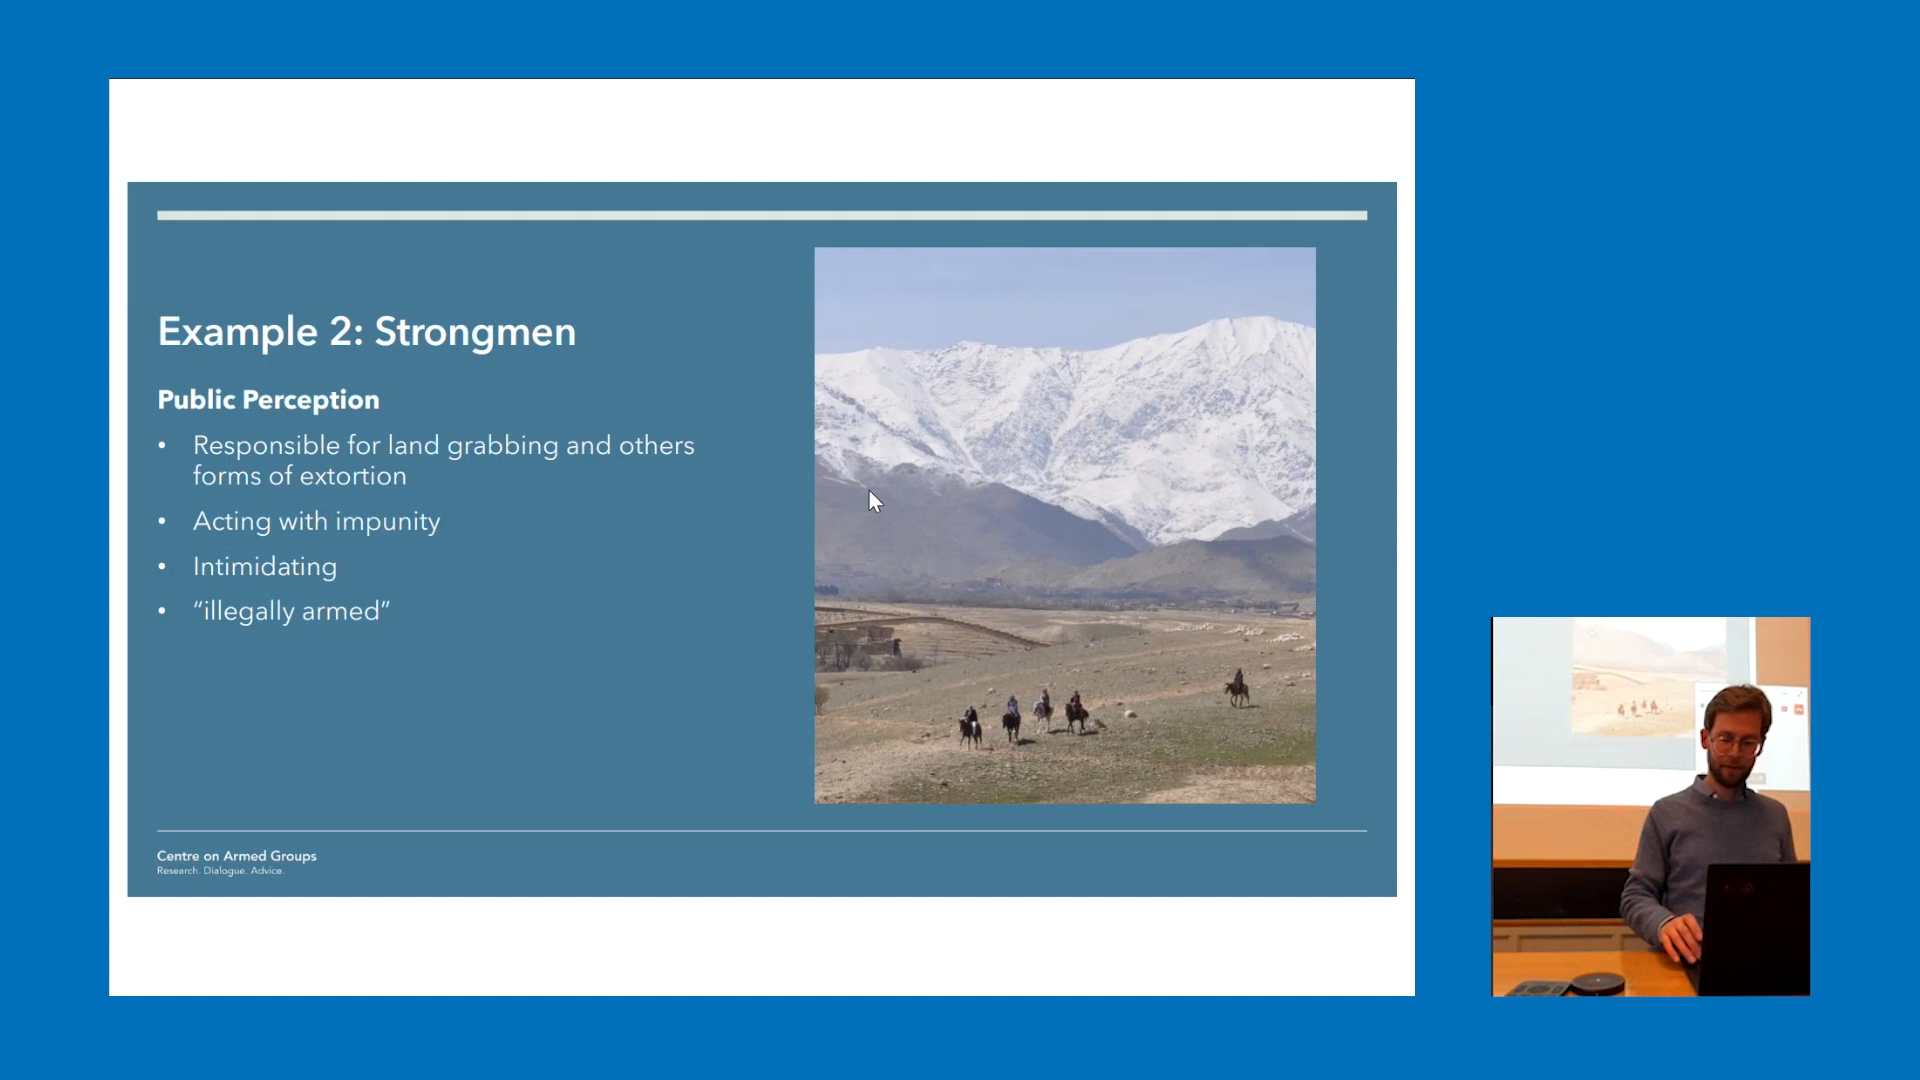 Example 2: Strongmen
Public Perception
• Responsible for land grabbing and others
forms of extortion
• Acting with impunity
• Intimidating
• “illegally armed”
Centre on Armed Groups
Research. Dialogue. Advice.